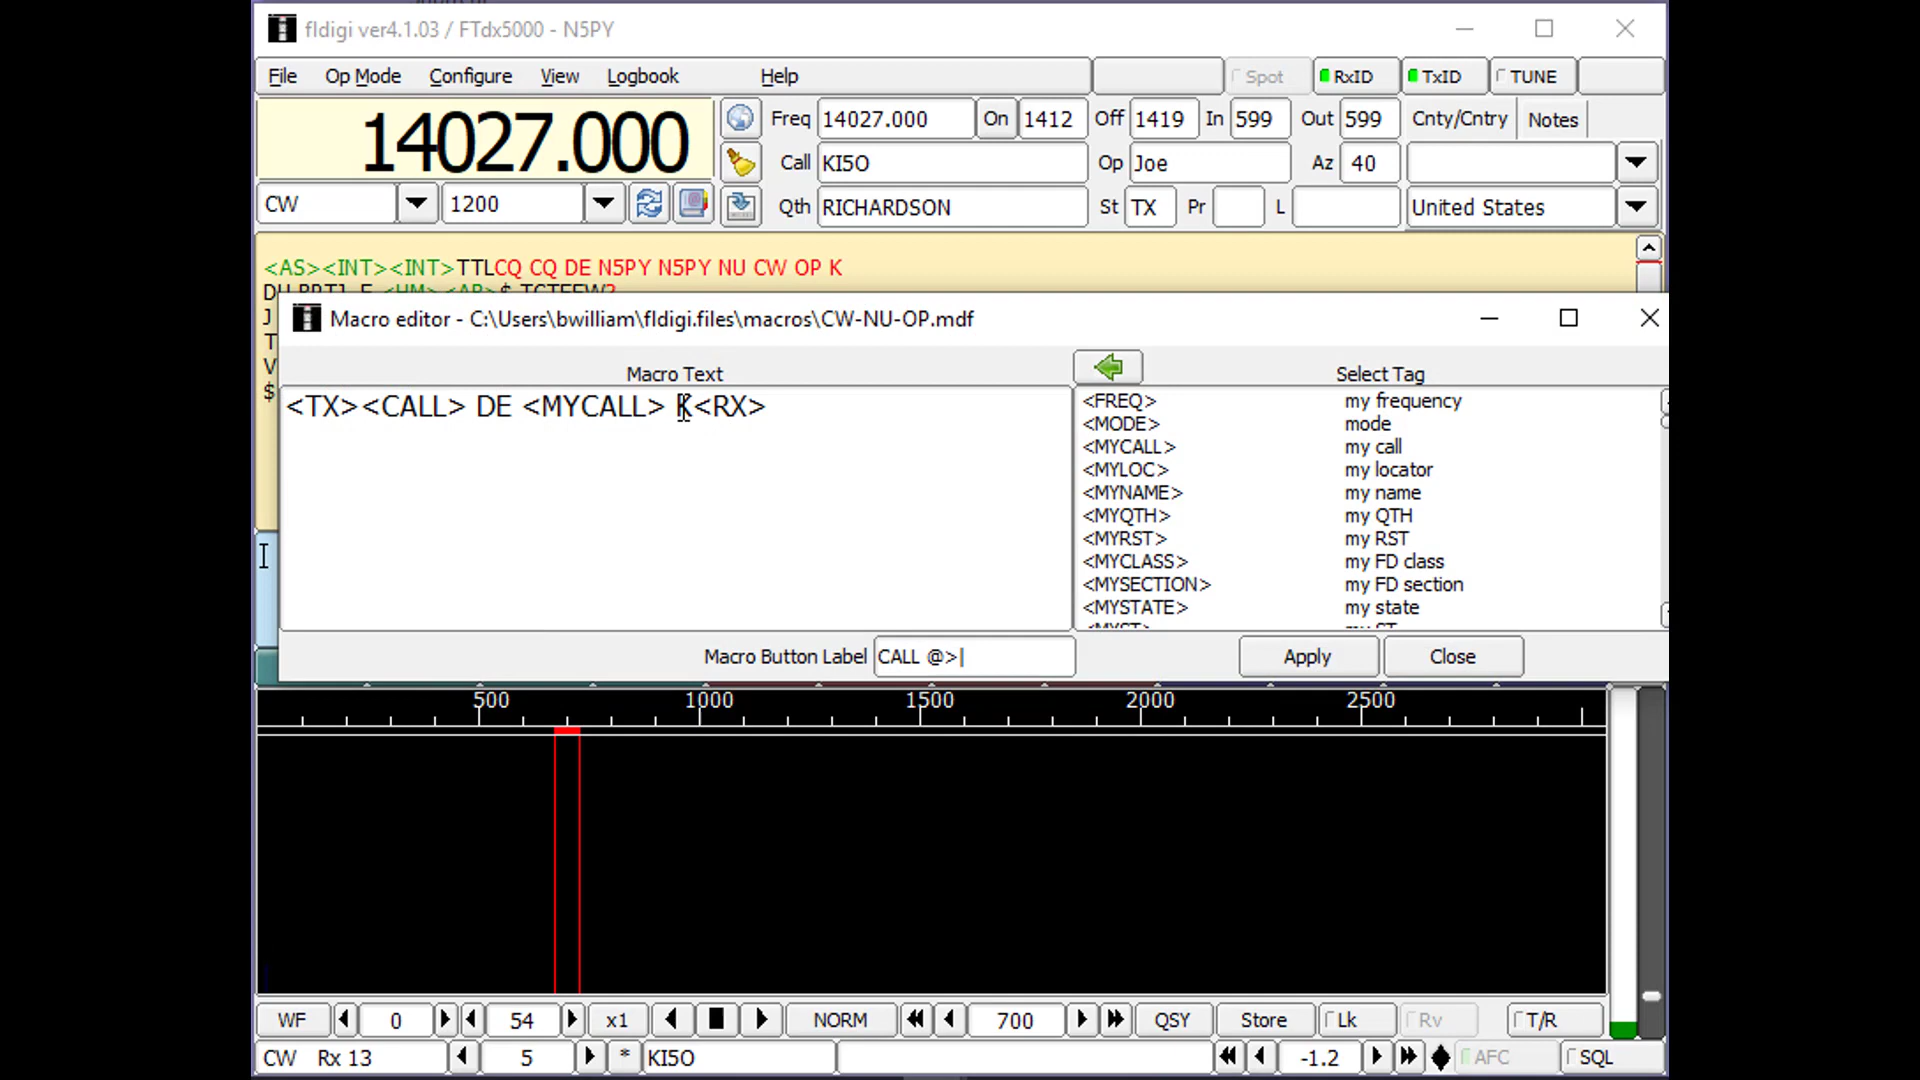 fldigi ver4.1.03 / FTdx5000 - N5PY
File Op Mode Configure View Logbook Help Spot RxID TxID TUNE
14027.000 Freq 14027.000 On 1412 Off 1419 In 599 Out 599 Cnty/Cntry Notes
Call KI5O Op Joe Az 40
CW 1200 Qth RICHARDSON St TX Pr L United States
<AS><INT><INT>TTLCQ CQ DE N5PY N5PY NU CW OP K
J
T
V
$
Macro editor - C:\Users\bwilliam\fldigi.files\macros\CW-NU-OP.mdf
Macro Text Select Tag
<TX><CALL> DE <MYCALL> K<RX>
<FREQ> my frequency
<MODE> mode
<MYCALL> my call
<MYLOC> my locator
<MYNAME> my name
<MYQTH> my QTH
<MYRST> my RST
<MYCLASS> my FD class
<MYSECTION> my FD section
<MYSTATE> my state
<MYST> my ST
Macro Button Label CALL @> Apply Close
500 1000 1500 2000 2500
WF 0 54 x1 NORM 700 QSY Store Lk Rv T/R
CW Rx 13 5 * KI5O -1.2 AFC SQL